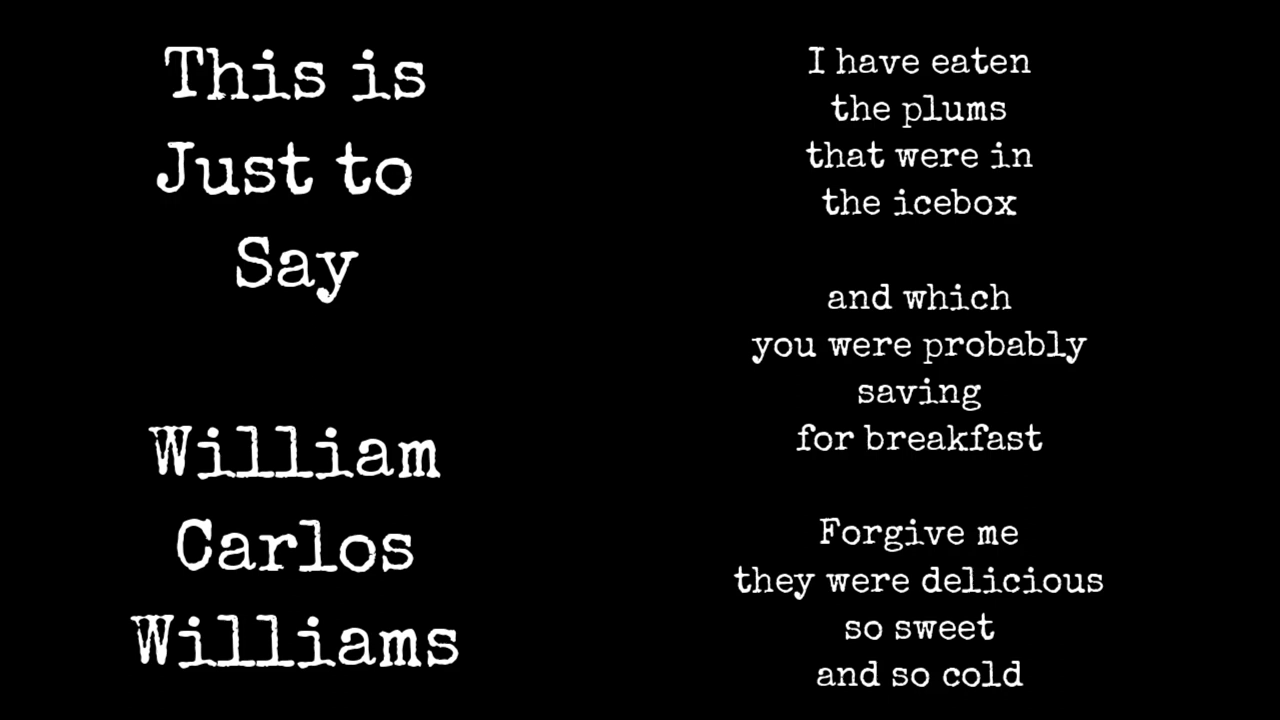 This is
Just to
Say
William
Carlos
Williams
I have eaten
the plums
that were in
the icebox
and which
you were probably
saving
for breakfast
Forgive me
they were delicious
so sweet
and so cold